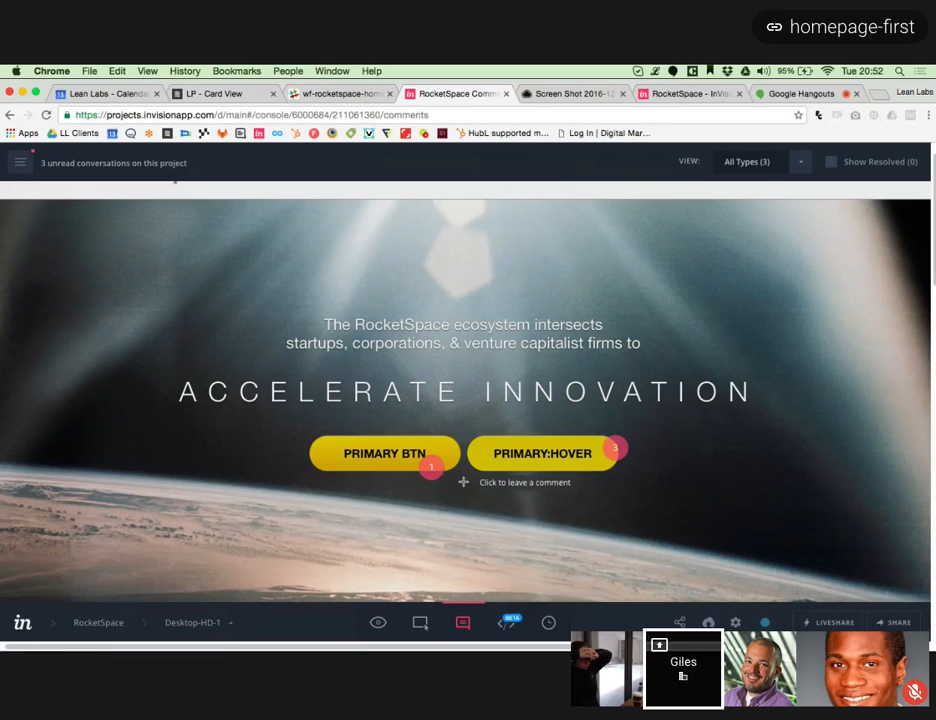 homepage-first
Chrome File Edit View History Bookmarks People Window Help 95% Tue 20:52
Lean Labs - Calenda LP - Card View wf-rocketspace-hom RocketSpace Comm Screen Shot 2016-12 RocketSpace - InVis Google Hangouts Lean Labs
https://projects.invisionapp.com/d/main#/console/6000684/211061360/comments
Apps LL Clients HubL supported m... Log In | Digital Mar...
3 unread conversations on this project VIEW: All Types (3) Show Resolved (0)
The RocketSpace ecosystem intersects
startups, corporations, & venture capitalist firms to
ACCELERATE INNOVATION
PRIMARY BTN PRIMARY:HOVER 3
1
Click to leave a comment
in RocketSpace Desktop-HD-1 BETA LIVESHARE SHARE
Giles